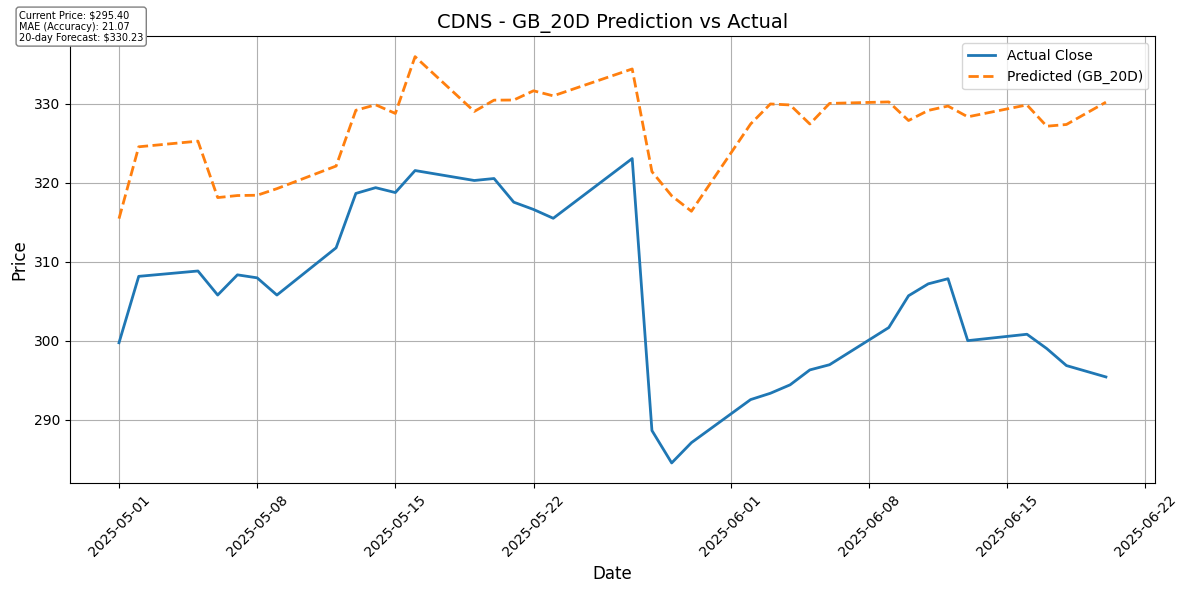 CDNS - GB_20D Prediction vs Actual
Current Price: $295.40
MAE (Accuracy): 21.07
20-day Forecast: $330.23
Actual Close
Predicted (GB_20D)
Price
330
320
310
300
290
2025-05-01
2025-05-08
2025-05-15
2025-05-22
2025-06-01
2025-06-08
2025-06-15
2025-06-22
Date